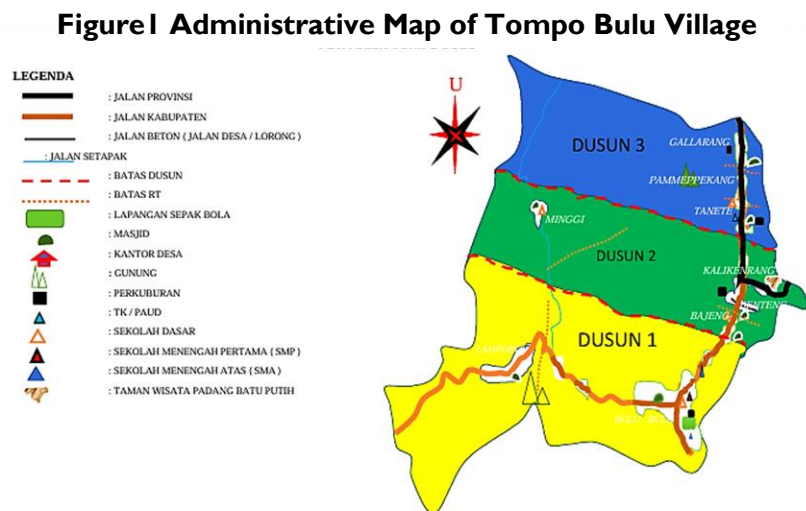 Figure1 Administrative Map of Tompo Bulu Village
LEGENDA
: JALAN PROVINSI
: JALAN KABUPATEN
: JALAN BETON ( JALAN DESA / LORONG )
: JALAN SETAPAK
: BATAS DUSUN
: BATAS RT
: LAPANGAN SEPAK BOLA
: MASJID
: KANTOR DESA
: GUNUNG
: PERKUBURAN
: TK / PAUD
: SEKOLAH DASAR
: SEKOLAH MENENGAH PERTAMA ( SMP )
: SEKOLAH MENENGAH ATAS ( SMA )
: TAMAN WISATA PADANG BATU PUTIH
U
DUSUN 3
GALLARANG
PAMMEPPEKANG
TANETE
MINGGI
DUSUN 2
KALIKENRANG
BENTENG
BAJENG
DUSUN 1